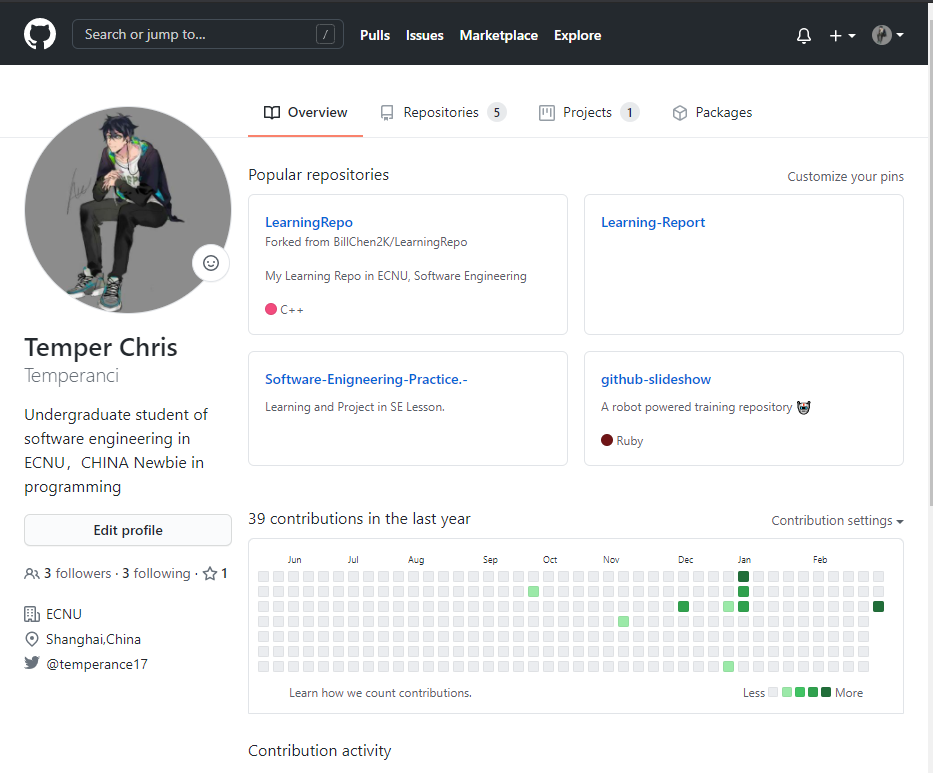 Search or jump to... / Pulls Issues Marketplace Explore
Overview Repositories 5 Projects 1 Packages
Temper Chris
Temperanci
Undergraduate student of
software engineering in
ECNU，CHINA Newbie in
programming
Edit profile
3 followers · 3 following · 1
ECNU
Shanghai,China
@temperance17
Popular repositories Customize your pins
LearningRepo
Forked from BillChen2K/LearningRepo
My Learning Repo in ECNU, Software Engineering
C++
Learning-Report
Software-Enigneering-Practice.-
Learning and Project in SE Lesson.
github-slideshow
A robot powered training repository
Ruby
39 contributions in the last year Contribution settings
Jun Jul Aug Sep Oct Nov Dec Jan Feb
Learn how we count contributions. Less More
Contribution activity